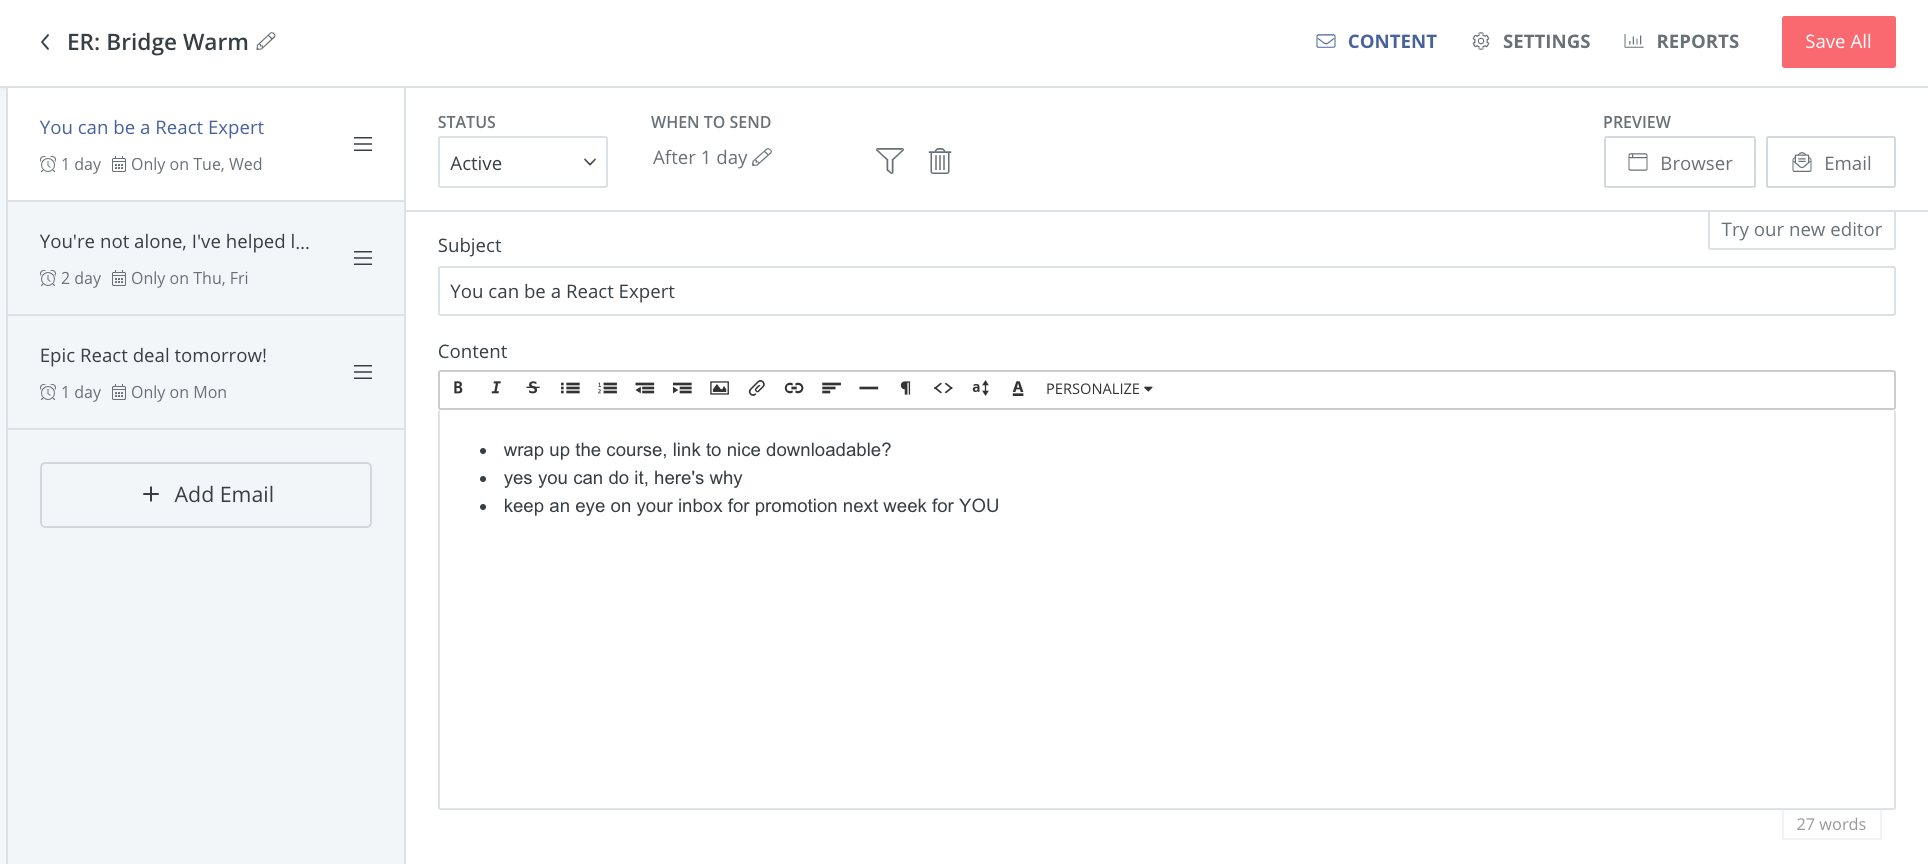 ER: Bridge Warm
CONTENT
SETTINGS
REPORTS
Save All
You can be a React Expert
1 day Only on Tue, Wed
You're not alone, I've helped l...
2 day Only on Thu, Fri
Epic React deal tomorrow!
1 day Only on Mon
+ Add Email
STATUS
Active
WHEN TO SEND
After 1 day
PREVIEW
Browser
Email
Try our new editor
Subject
You can be a React Expert
Content
PERSONALIZE
• wrap up the course, link to nice downloadable?
• yes you can do it, here's why
• keep an eye on your inbox for promotion next week for YOU
27 words